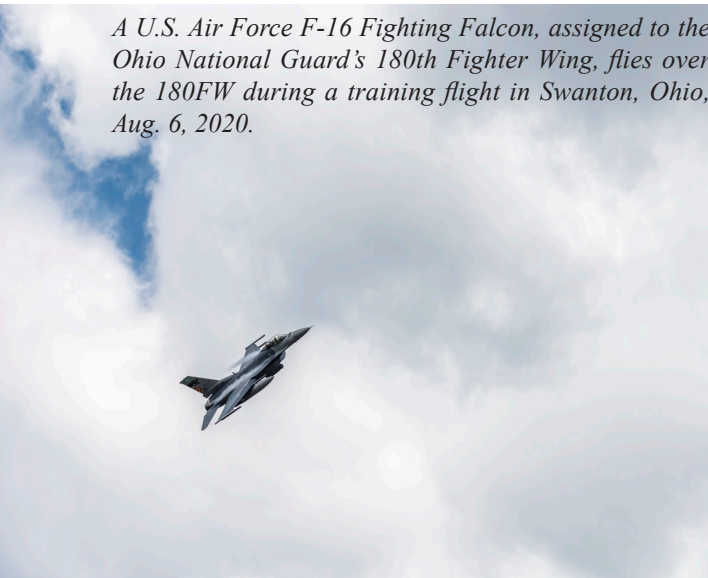 A U.S. Air Force F-16 Fighting Falcon, assigned to the
Ohio National Guard’s 180th Fighter Wing, flies over
the 180FW during a training flight in Swanton, Ohio,
Aug. 6, 2020.